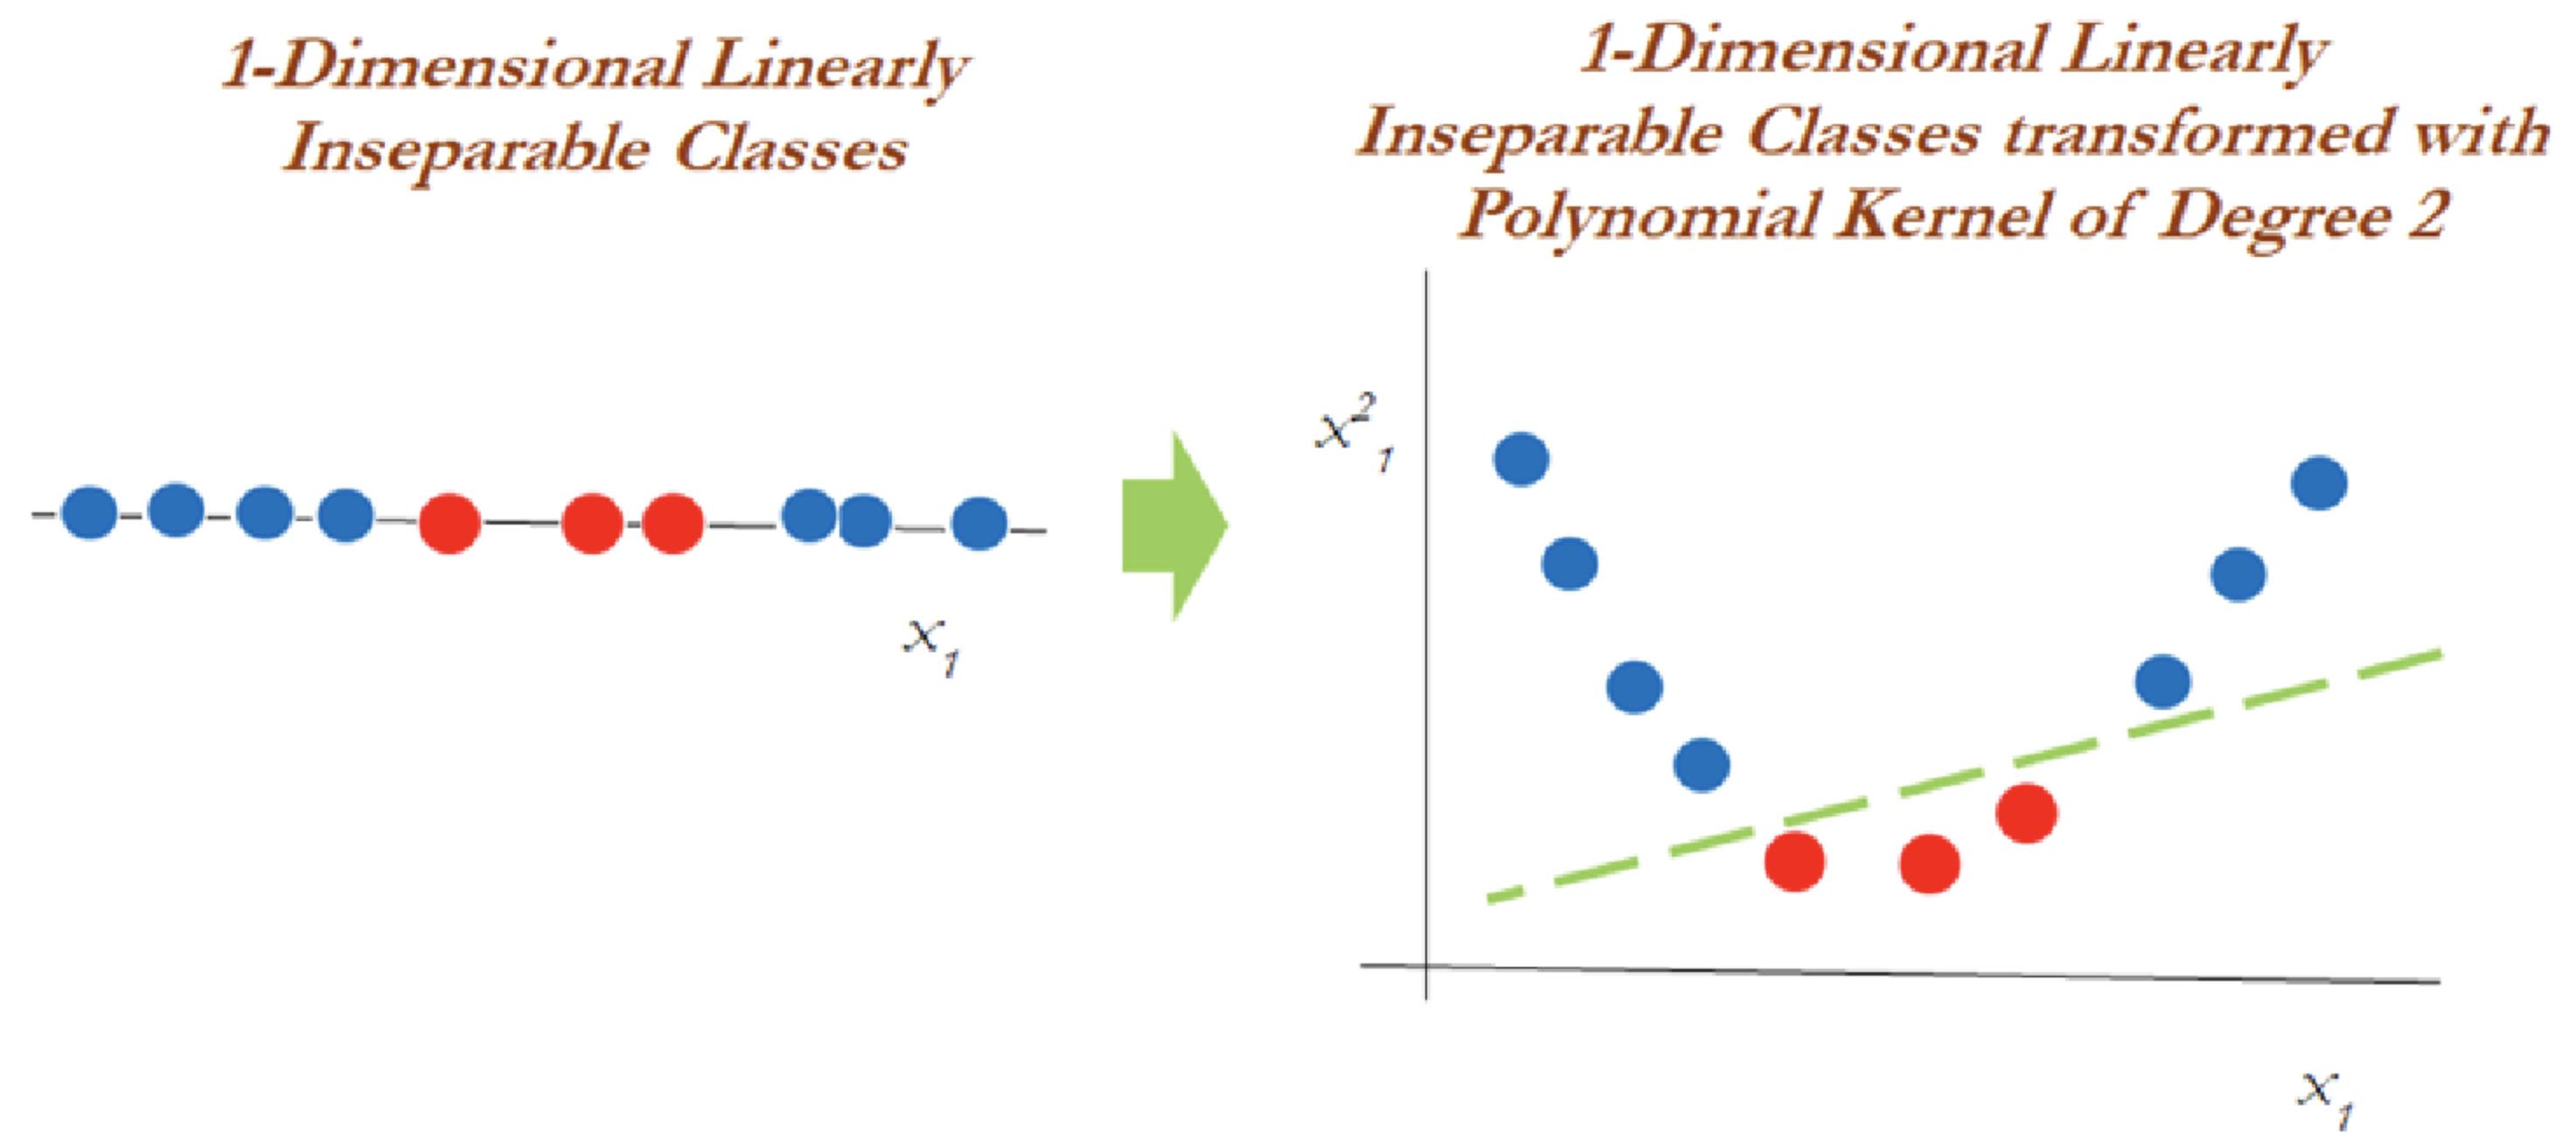 1-Dimensional Linearly
Inseparable Classes
1-Dimensional Linearly
Inseparable Classes transformed with
Polynomial Kernel of Degree 2
x²₁
x₁
x₁